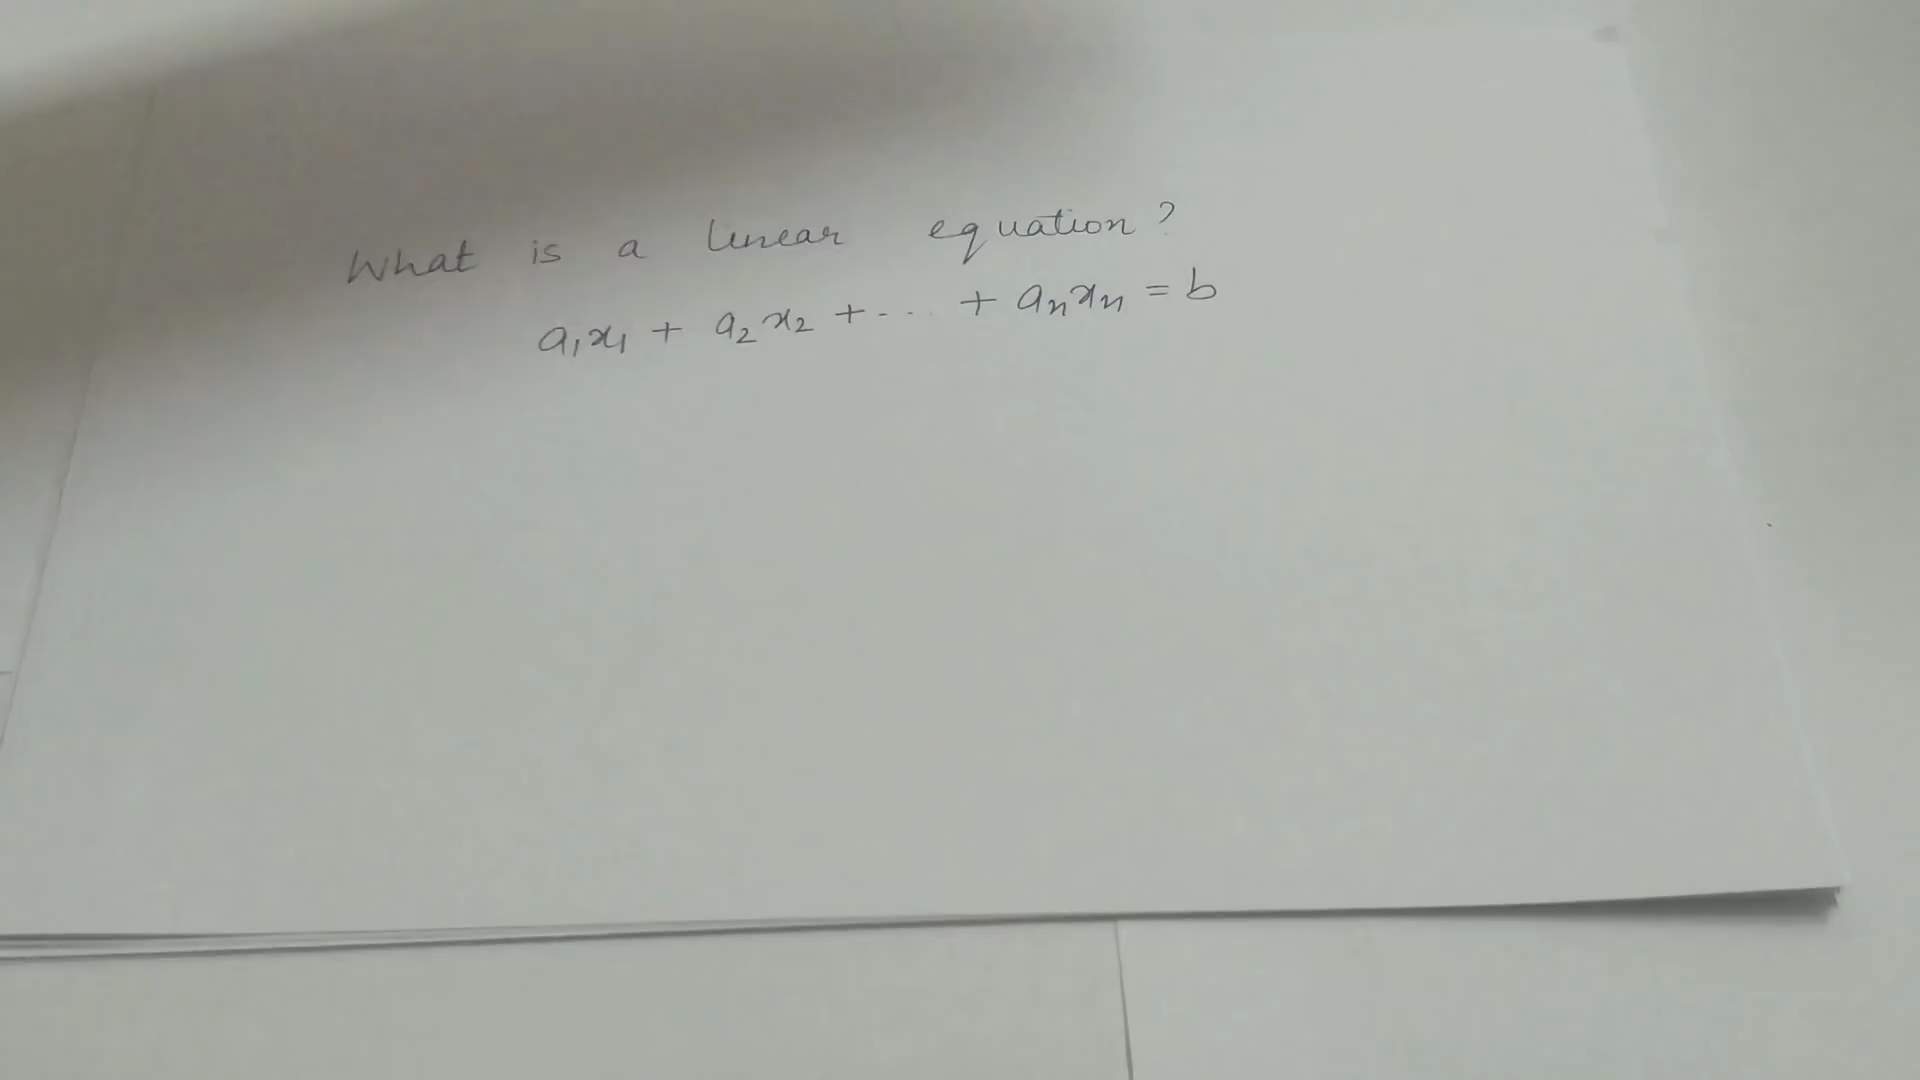 What is a linear equation?
a₁x₁ + a₂x₂ + ... + aₙxₙ = b